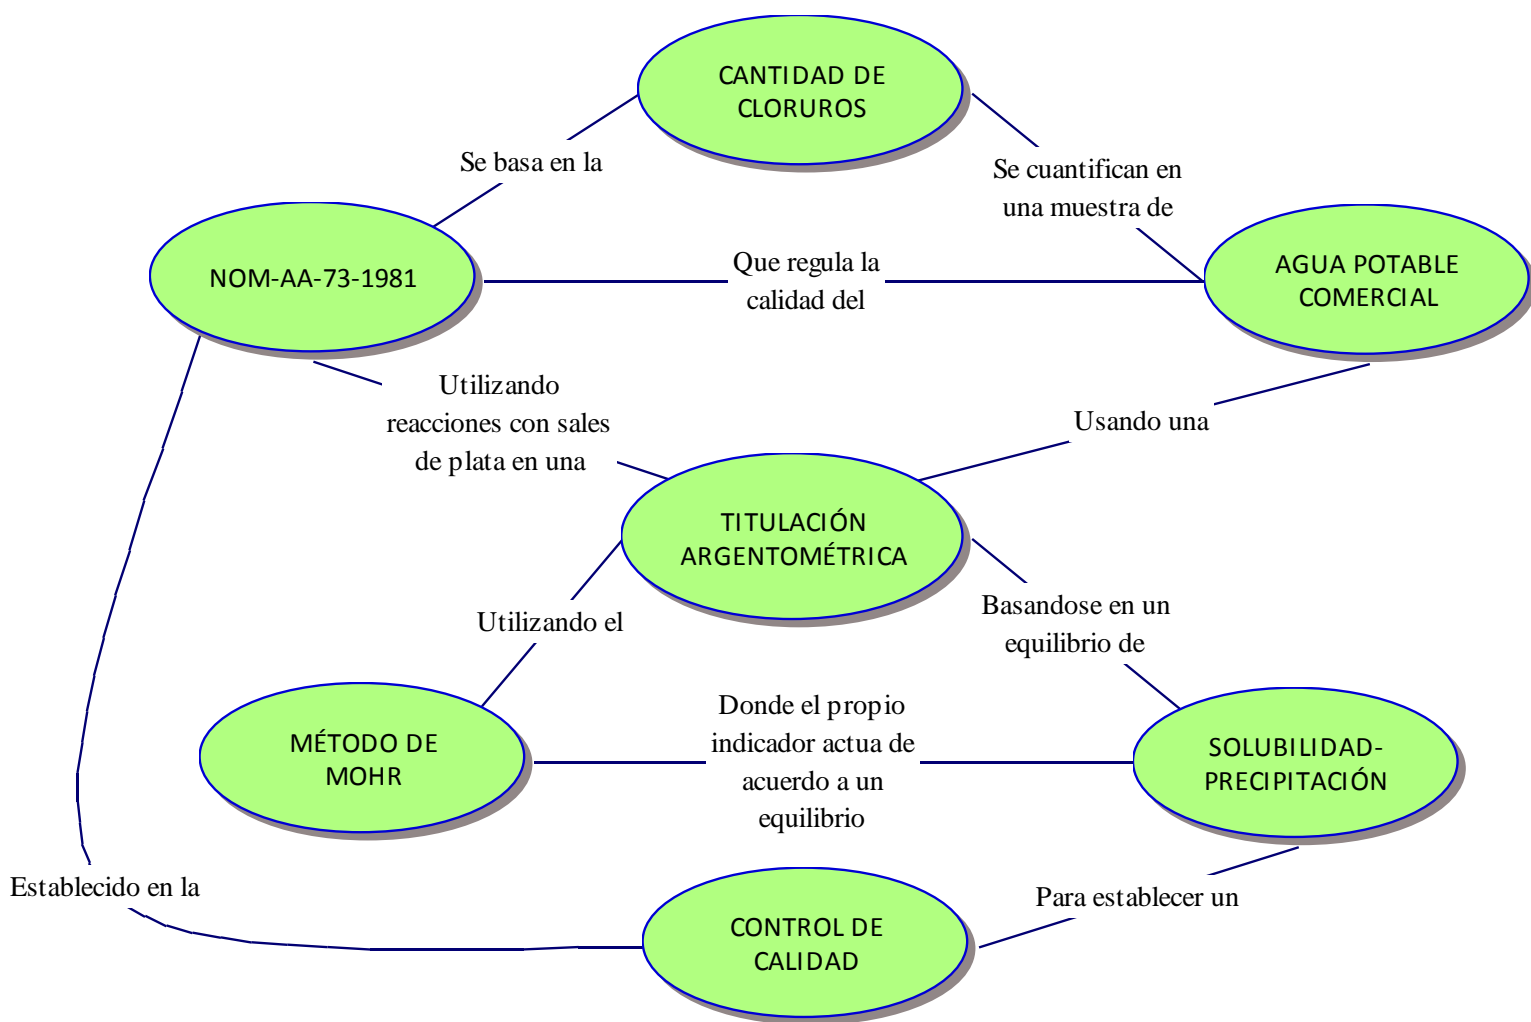 CANTIDAD DE
CLORUROS
Se basa en la
Se cuantifican en
una muestra de
NOM-AA-73-1981
Que regula la
calidad del
AGUA POTABLE
COMERCIAL
Utilizando
reacciones con sales
de plata en una
Usando una
TITULACIÓN
ARGENTOMÉTRICA
Utilizando el
Basandose en un
equilibrio de
MÉTODO DE
MOHR
Donde el propio
indicador actua de
acuerdo a un
equilibrio
SOLUBILIDAD-
PRECIPITACIÓN
Establecido en la
Para establecer un
CONTROL DE
CALIDAD